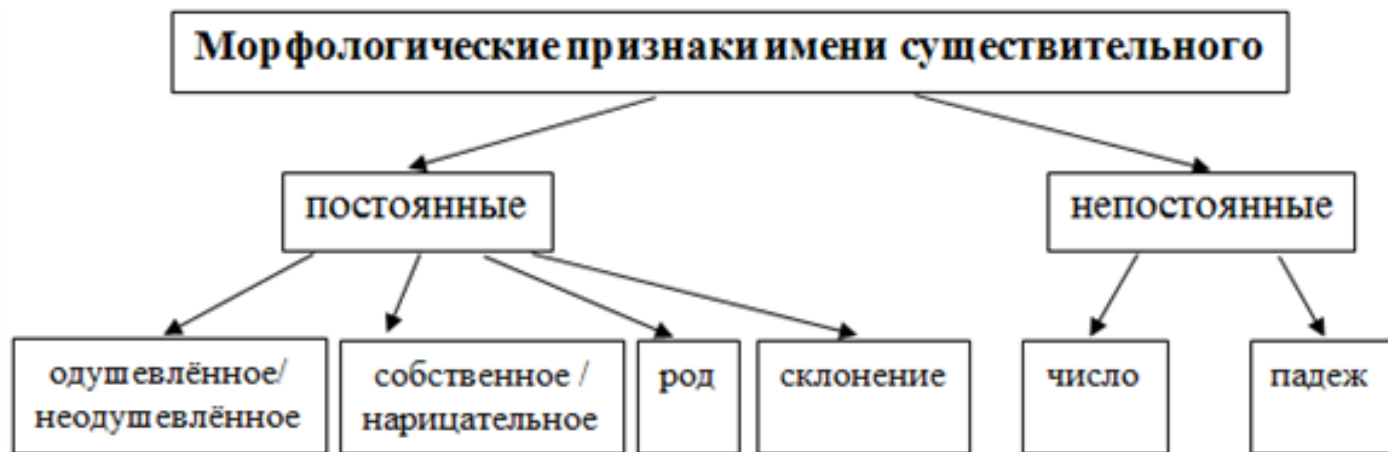 Морфологические признаки имени существительного
постоянные
непостоянные
одушевлённое/
неодушевлённое
собственное /
нарицательное
род
склонение
число
падеж